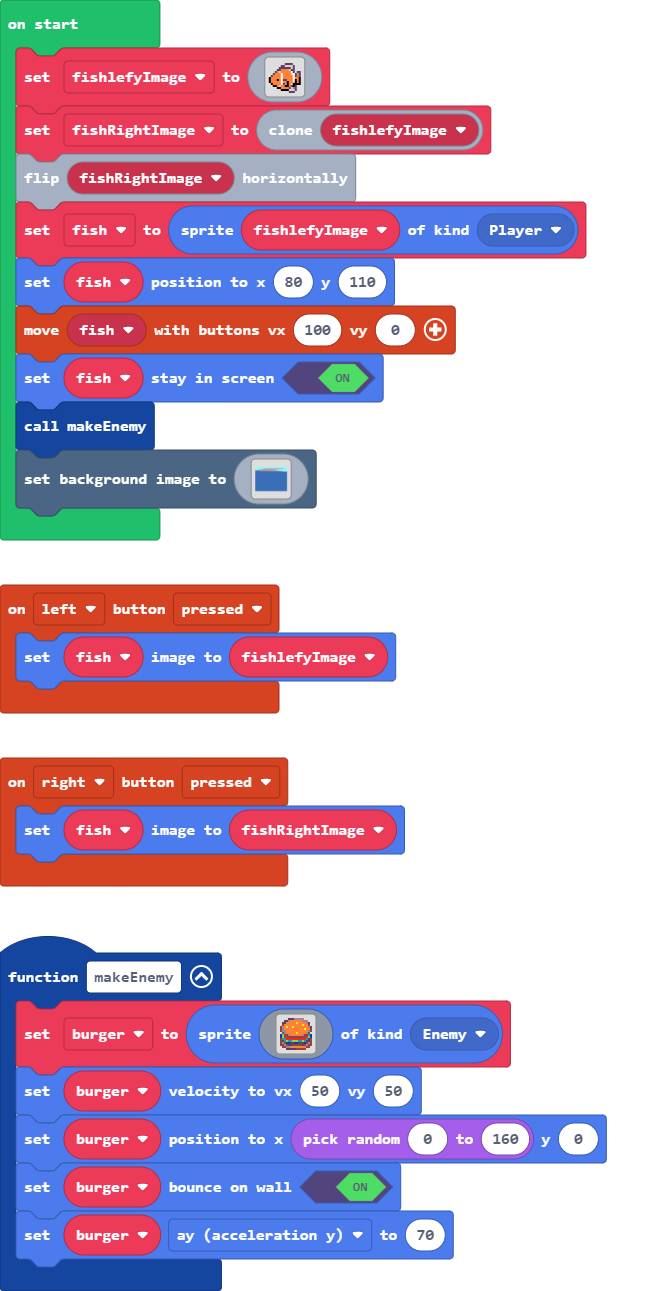 on start
set fishlefyImage to
set fishRightImage to clone fishlefyImage
flip fishRightImage horizontally
set fish to sprite fishlefyImage of kind Player
set fish position to x 80 y 110
move fish with buttons vx 100 vy 0
set fish stay in screen ON
call makeEnemy
set background image to
on left button pressed
set fish image to fishlefyImage
on right button pressed
set fish image to fishRightImage
function makeEnemy
set burger to sprite of kind Enemy
set burger velocity to vx 50 vy 50
set burger position to x pick random 0 to 160 y 0
set burger bounce on wall ON
set burger ay (acceleration y) to 70